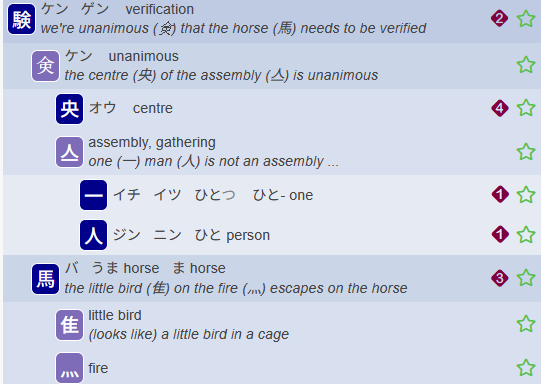 験 ケン ゲン verification 2
we're unanimous (㑒) that the horse (馬) needs to be verified
㑒 ケン unanimous
the centre (央) of the assembly (亼) is unanimous
央 オウ centre 4
亼 assembly, gathering
one (一) man (人) is not an assembly ...
一 イチ イツ ひとつ ひと- one 1
人 ジン ニン ひと person 1
馬 バ うま horse ま horse 3
the little bird (隹) on the fire (灬) escapes on the horse
隹 little bird
(looks like) a little bird in a cage
灬 fire